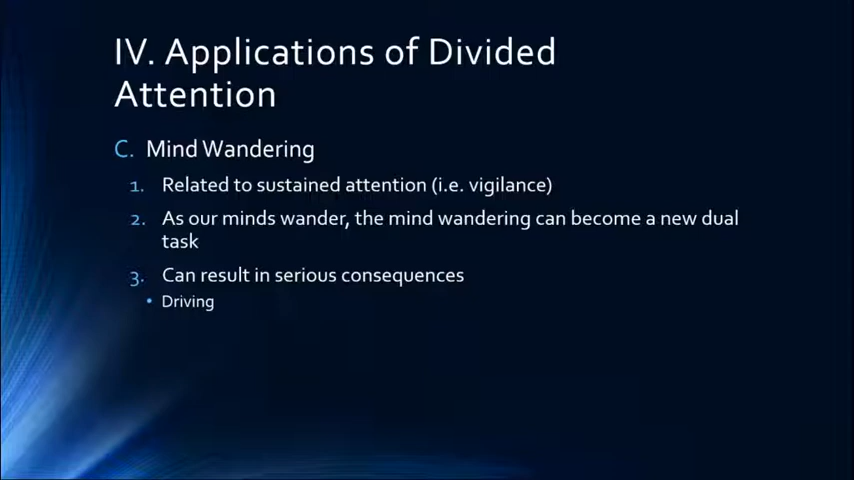 IV. Applications of Divided
Attention
C. Mind Wandering
1. Related to sustained attention (i.e. vigilance)
2. As our minds wander, the mind wandering can become a new dual
task
3. Can result in serious consequences
• Driving